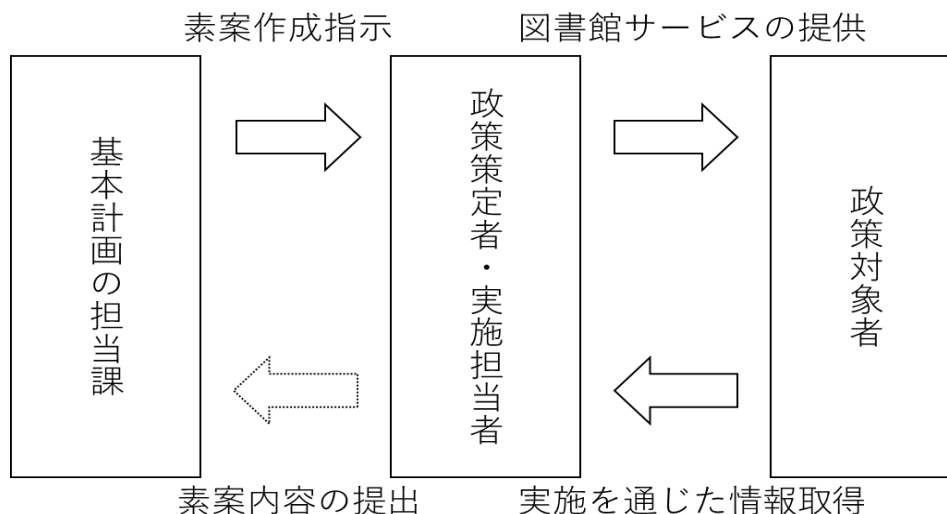 素案作成指示
図書館サービスの提供
基本計画の担当課
政策策定者・実施担当者
政策対象者
素案内容の提出
実施を通じた情報取得